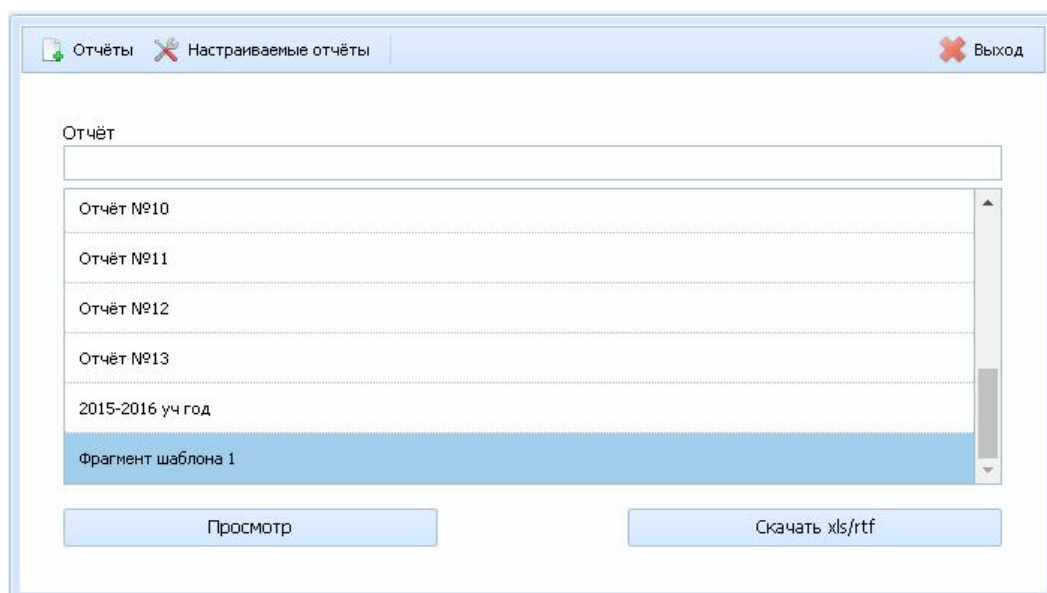 Отчёты Настраиваемые отчёты Выход
Отчёт
Отчёт №10
Отчёт №11
Отчёт №12
Отчёт №13
2015-2016 уч год
Фрагмент шаблона 1
Просмотр Скачать xls/rtf